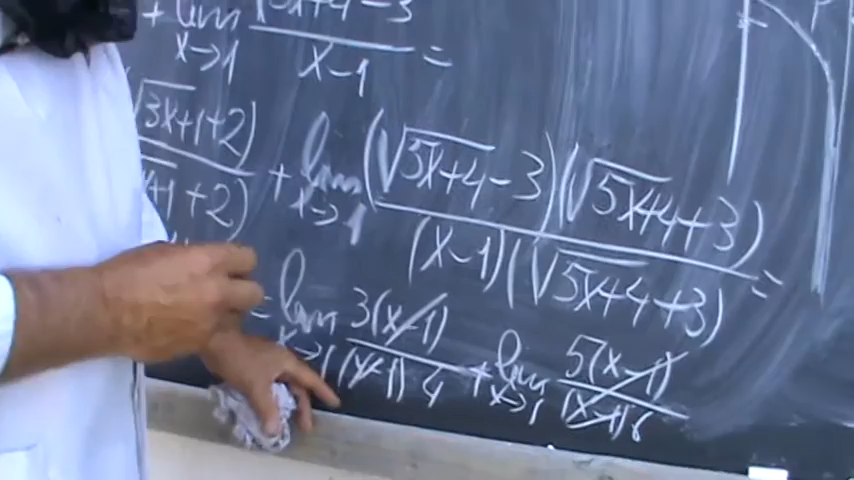 + lim x→1 (√5x+4 - 3) / (x-1) =
√3x+1 + 2) / +1 + 2) + lim x→1 (√5x+4 - 3)(√5x+4 + 3) / (x-1)(√5x+4 + 3) =
= lim x→1 3(x-1) / (x-1) 4 + lim x→1 5(x-1) / (x-1) 6